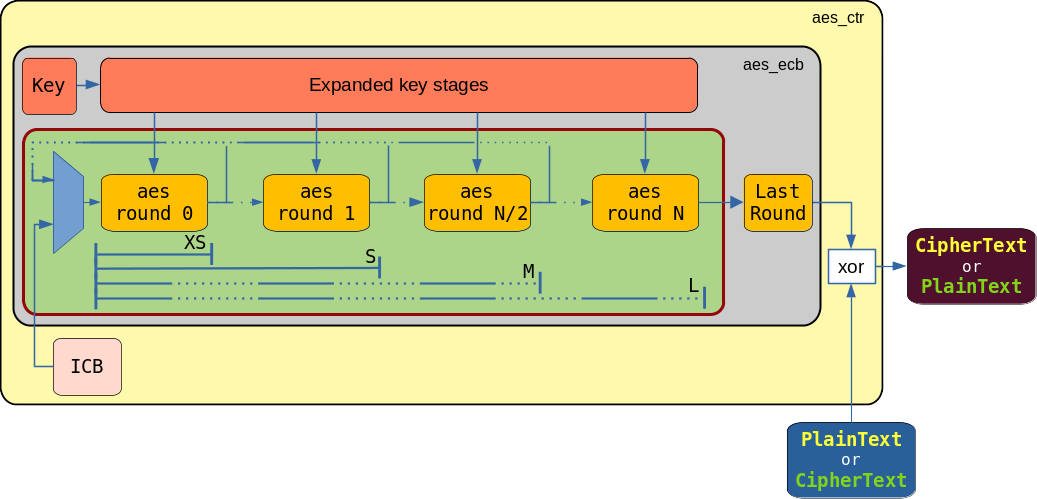 aes_ctr
aes_ecb
Key
Expanded key stages
aes
round 0
aes
round 1
aes
round N/2
aes
round N
Last
Round
XS
S
M
L
xor
CipherText
or
PlainText
ICB
PlainText
or
CipherText